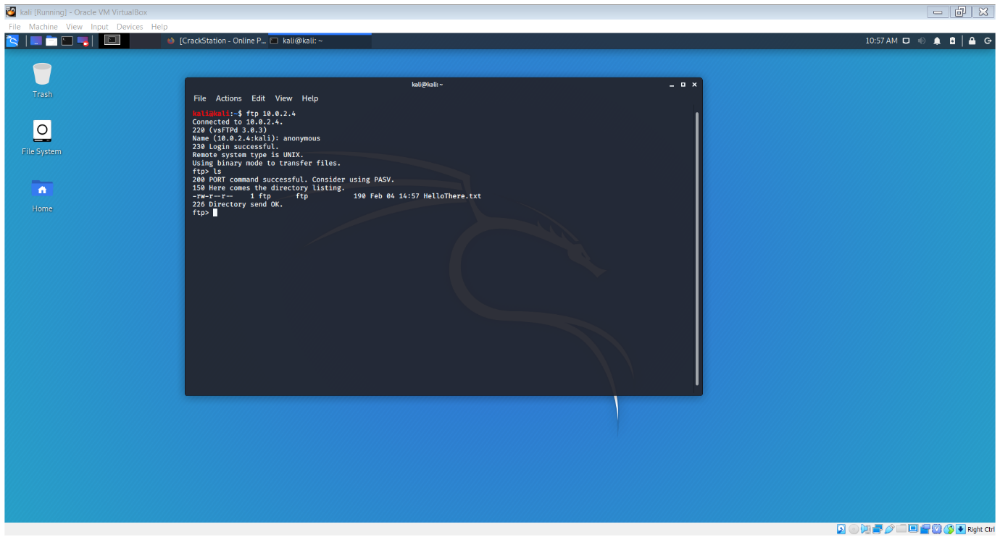 kali [Running] - Oracle VM VirtualBox
File Machine View Input Devices Help
[CrackStation - Online P... kali@kali: ~ 10:57 AM
Trash
File System
Home
kali@kali: ~
File Actions Edit View Help
kali@kali:~$ ftp 10.0.2.4
Connected to 10.0.2.4.
220 (vsFTPd 3.0.3)
Name (10.0.2.4:kali): anonymous
230 Login successful.
Remote system type is UNIX.
Using binary mode to transfer files.
ftp> ls
200 PORT command successful. Consider using PASV.
150 Here comes the directory listing.
-rw-r--r-- 1 ftp ftp 190 Feb 04 14:57 HelloThere.txt
226 Directory send OK.
ftp>
Right Ctrl